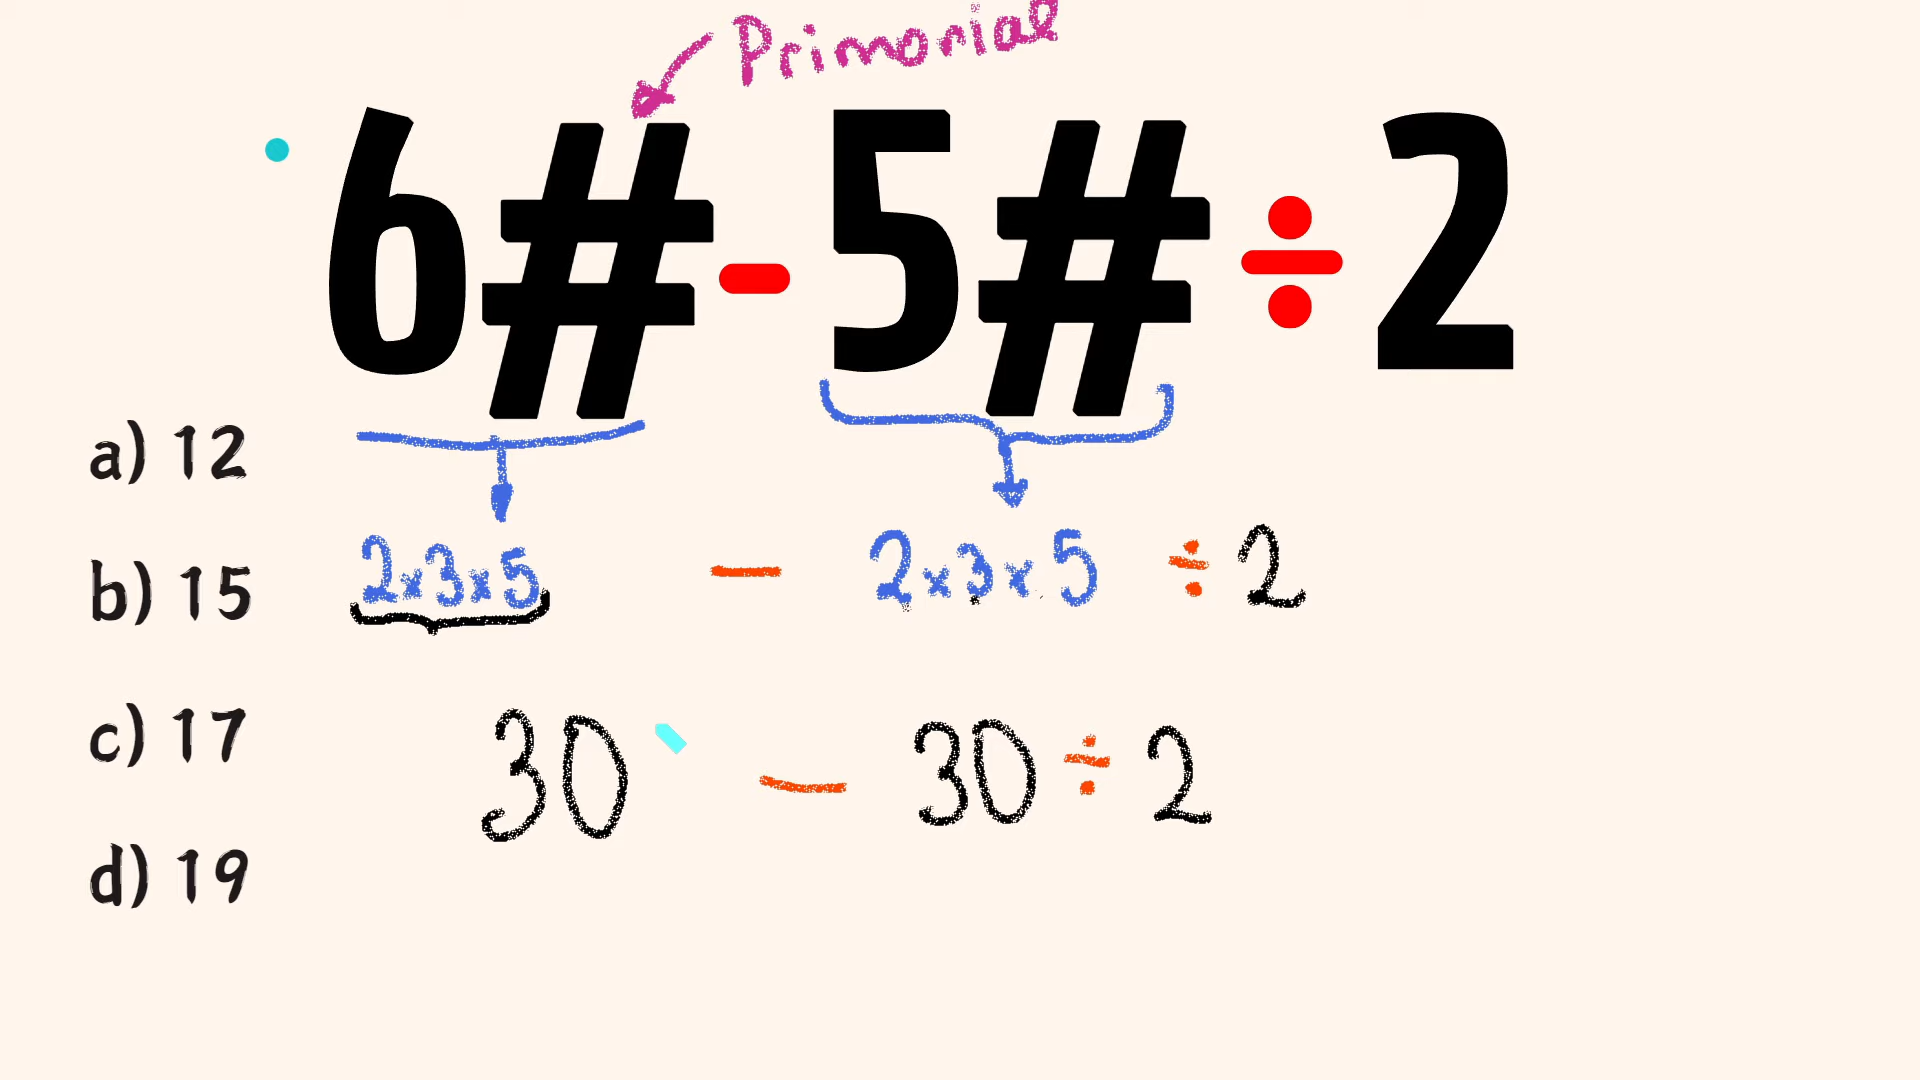 Primorial
6#-5#÷2
a) 12
2×3×5 − 2×3×5 ÷ 2
b) 15
c) 17
30 − 30 ÷ 2
d) 19